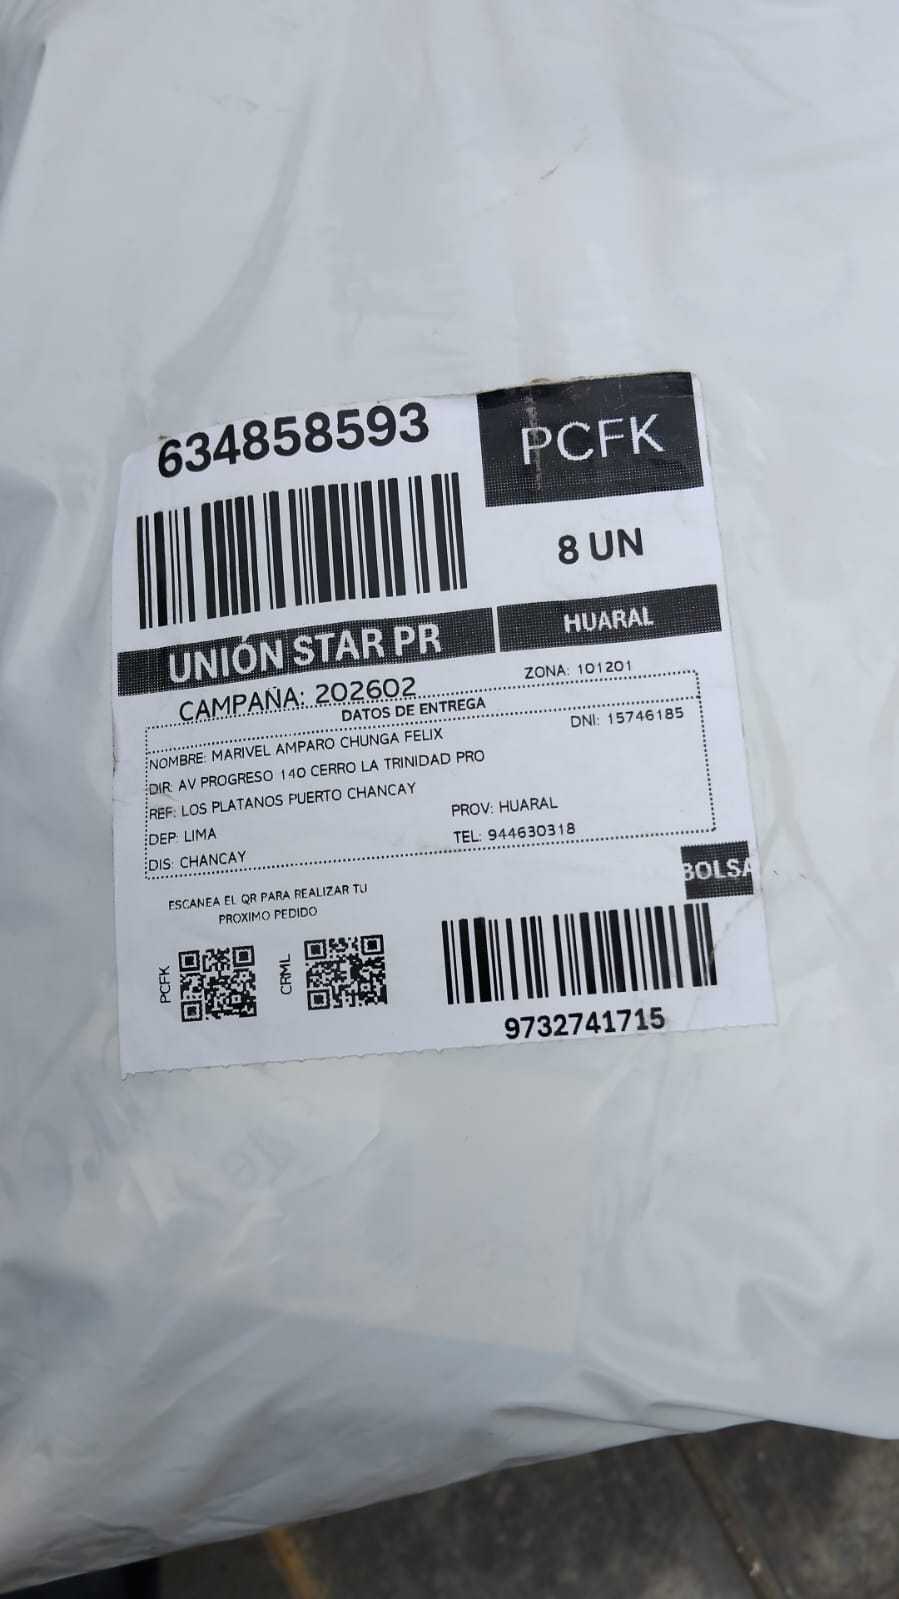 634858593
PCFK
8 UN
UNIÓN STAR PR
HUARAL
CAMPAÑA: 202602
ZONA: 101201
DATOS DE ENTREGA
NOMBRE: MARIVEL AMPARO CHUNGA FELIX
DNI: 15746185
DIR: AV PROGRESO 140 CERRO LA TRINIDAD PRO
REF: LOS PLATANOS PUERTO CHANCAY
DEP: LIMA
PROV: HUARAL
DIS: CHANCAY
TEL: 944630318
BOLSA
ESCANEA EL QR PARA REALIZAR TU
PROXIMO PEDIDO
PCFK
CRML
9732741715